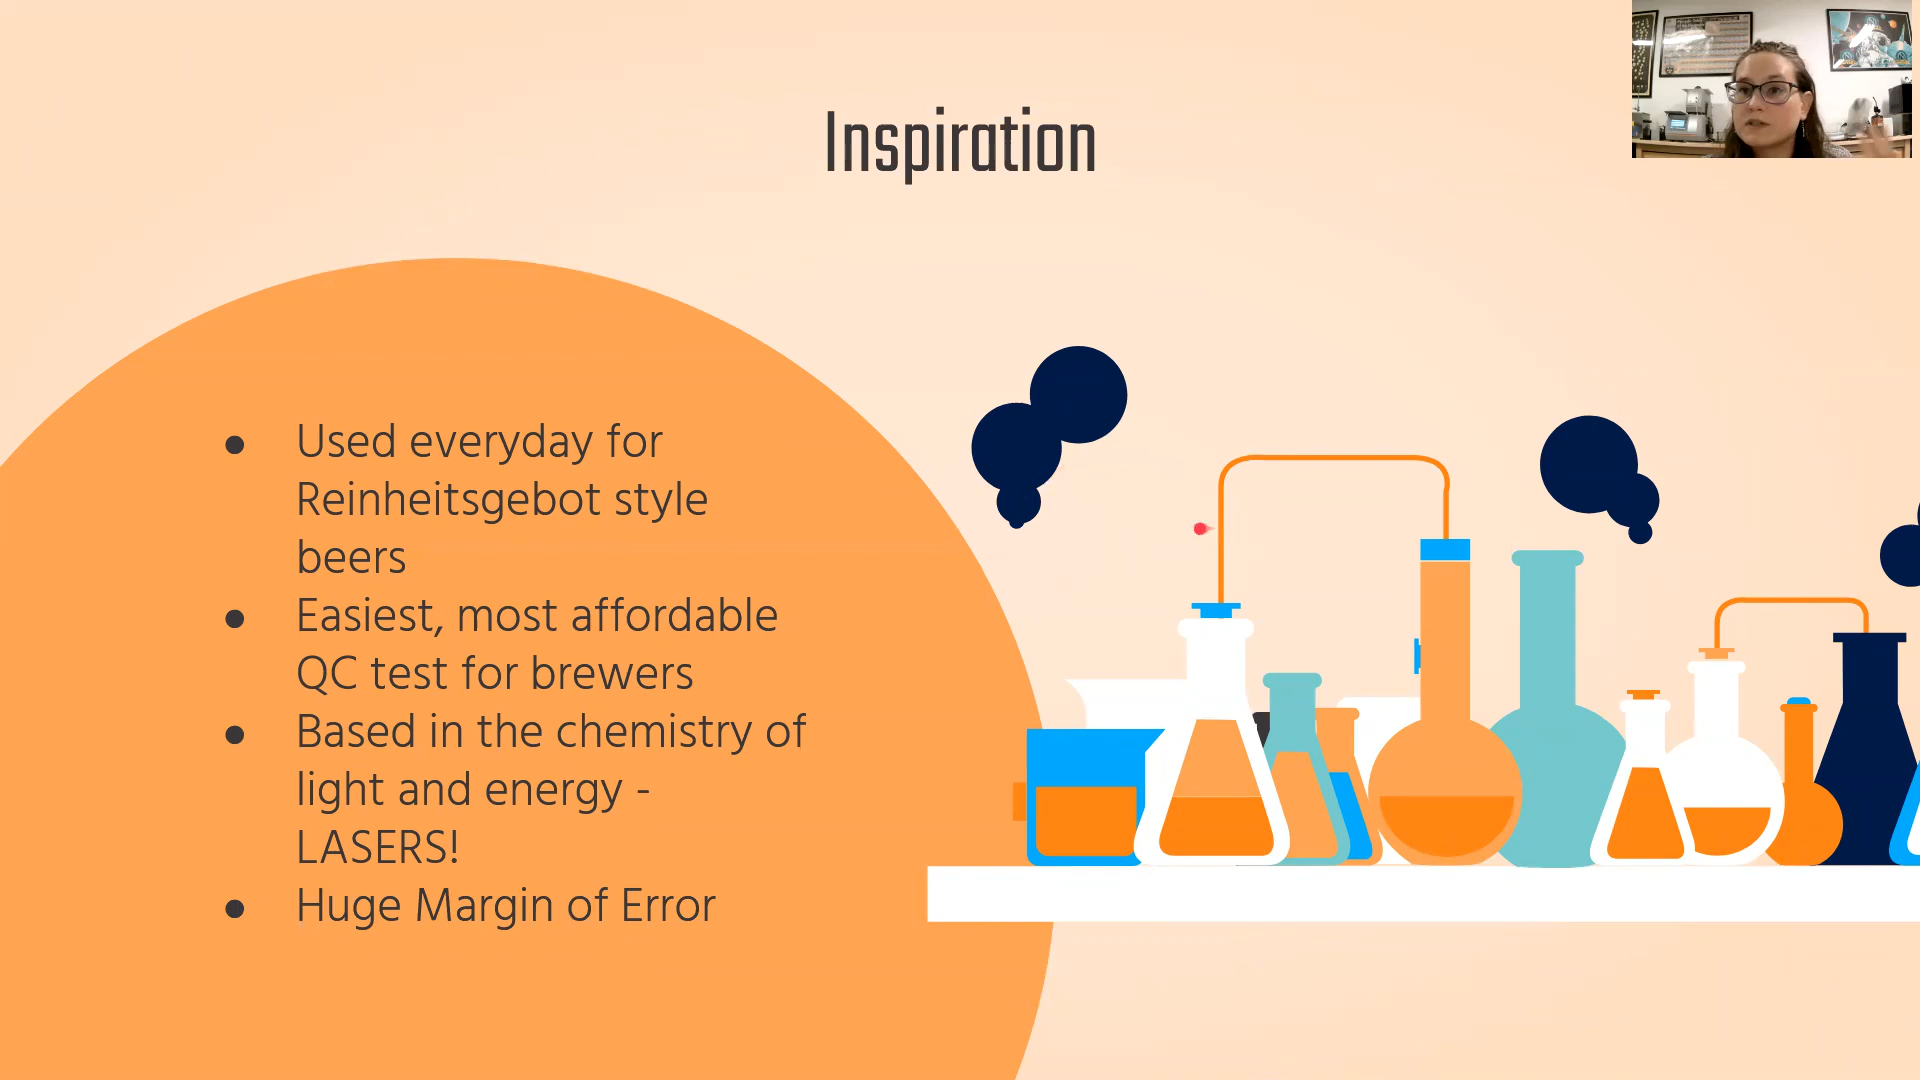 Inspiration
● Used everyday for
Reinheitsgebot style
beers
● Easiest, most affordable
QC test for brewers
● Based in the chemistry of
light and energy -
LASERS!
● Huge Margin of Error